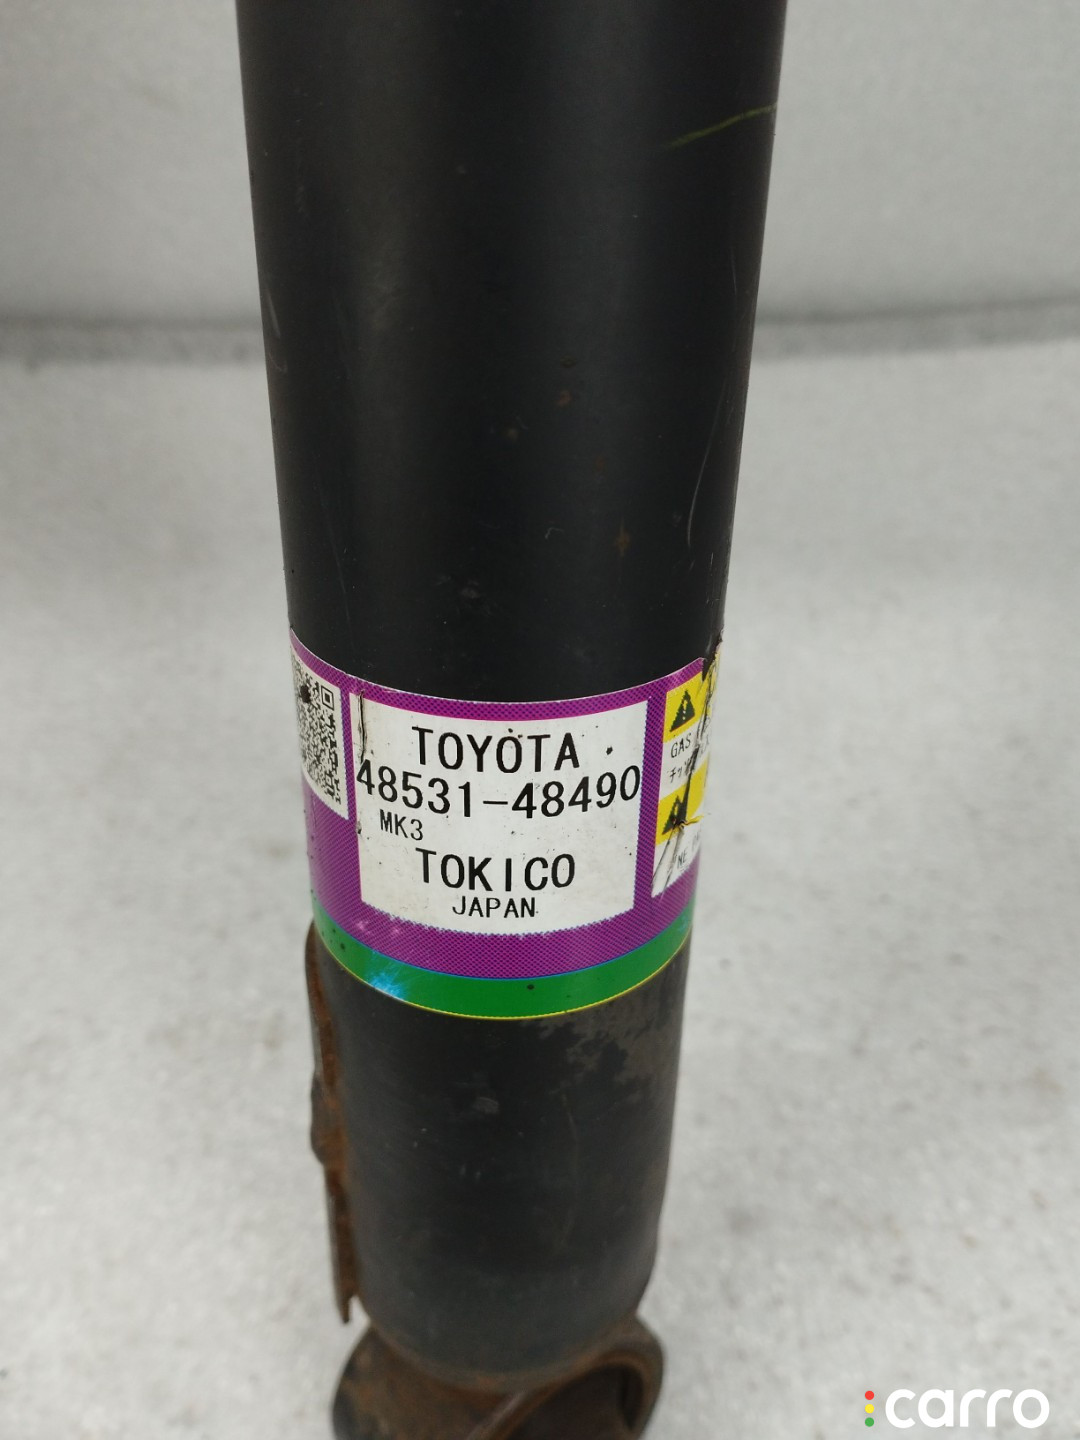 TOYOTA
48531-48490
MK3
TOKICO
JAPAN
GAS
carro